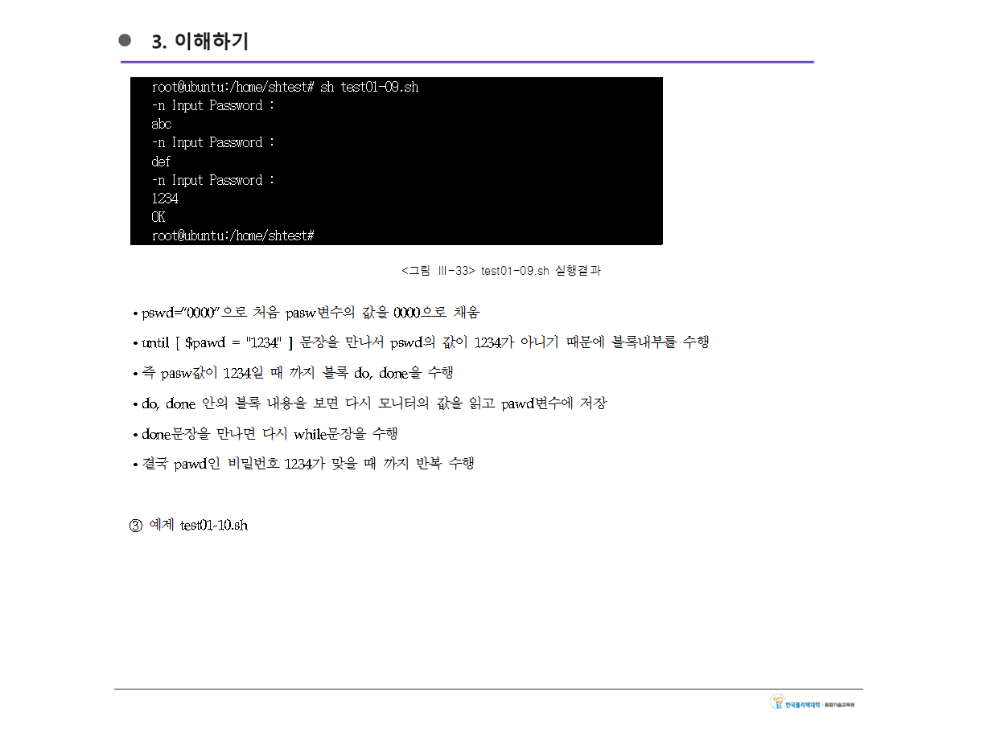 ● 3. 이해하기
root@ubuntu:/home/shtest# sh test01-09.sh
-n Input Password :
abc
-n Input Password :
def
-n Input Password :
1234
OK
root@ubuntu:/home/shtest#
<그림 III-33> test01-09.sh 실행결과
• pswd=“0000”으로 처음 pasw변수의 값을 0000으로 채움
• until [ $pawd = "1234" ] 문장을 만나서 pswd의 값이 1234가 아니기 때문에 블록내부를 수행
• 즉 pasw값이 1234일 때 까지 블록 do, done을 수행
• do, done 안의 블록 내용을 보면 다시 모니터의 값을 읽고 pawd변수에 저장
• done문장을 만나면 다시 while문장을 수행
• 결국 pawd인 비밀번호 1234가 맞을 때 까지 반복 수행
③ 예제 test01-10.sh
한국폴리텍대학 | 융합기술교육원